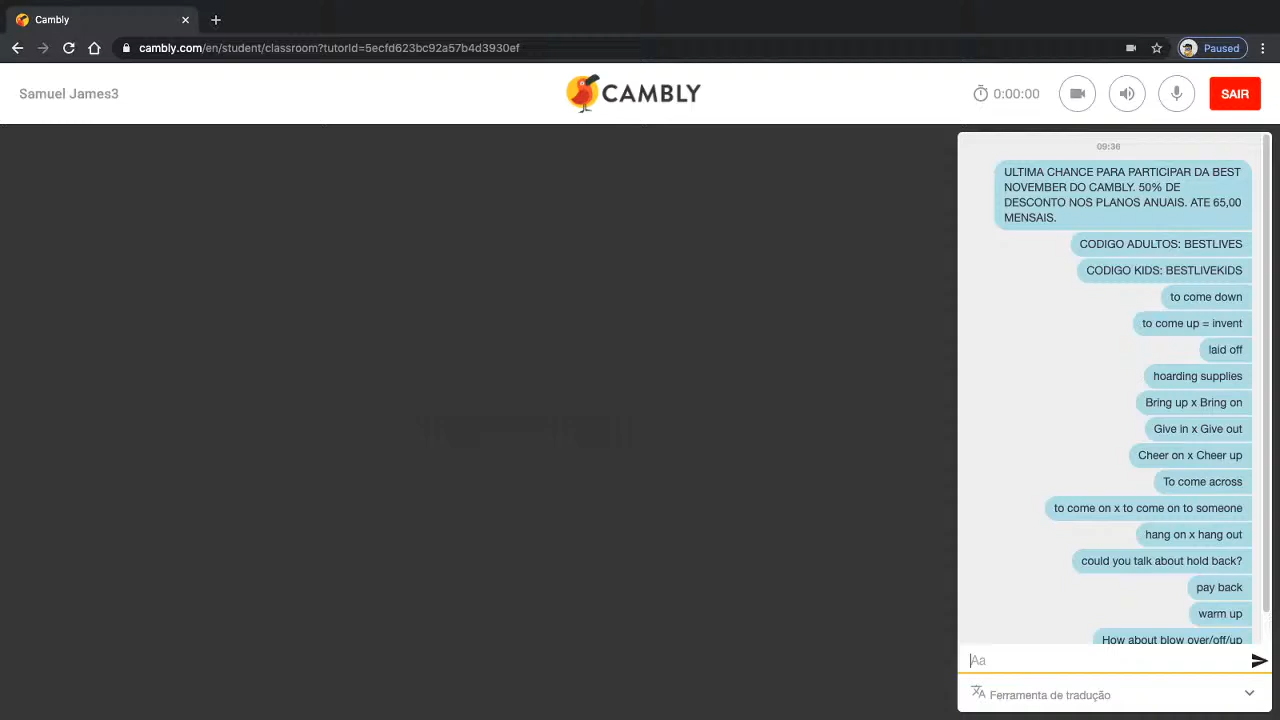 Cambly
cambly.com/en/student/classroom?tutorId=5ecfd623bc92a57b4d3930ef
Paused
Samuel James3
CAMBLY
0:00:00
SAIR
09:36
ULTIMA CHANCE PARA PARTICIPAR DA BEST
NOVEMBER DO CAMBLY. 50% DE
DESCONTO NOS PLANOS ANUAIS. ATE 65,00
MENSAIS.
CODIGO ADULTOS: BESTLIVES
CODIGO KIDS: BESTLIVEKIDS
to come down
to come up = invent
laid off
hoarding supplies
Bring up x Bring on
Give in x Give out
Cheer on x Cheer up
To come across
to come on x to come on to someone
hang on x hang out
could you talk about hold back?
pay back
warm up
How about blow over/off/up
Aa
Ferramenta de tradução